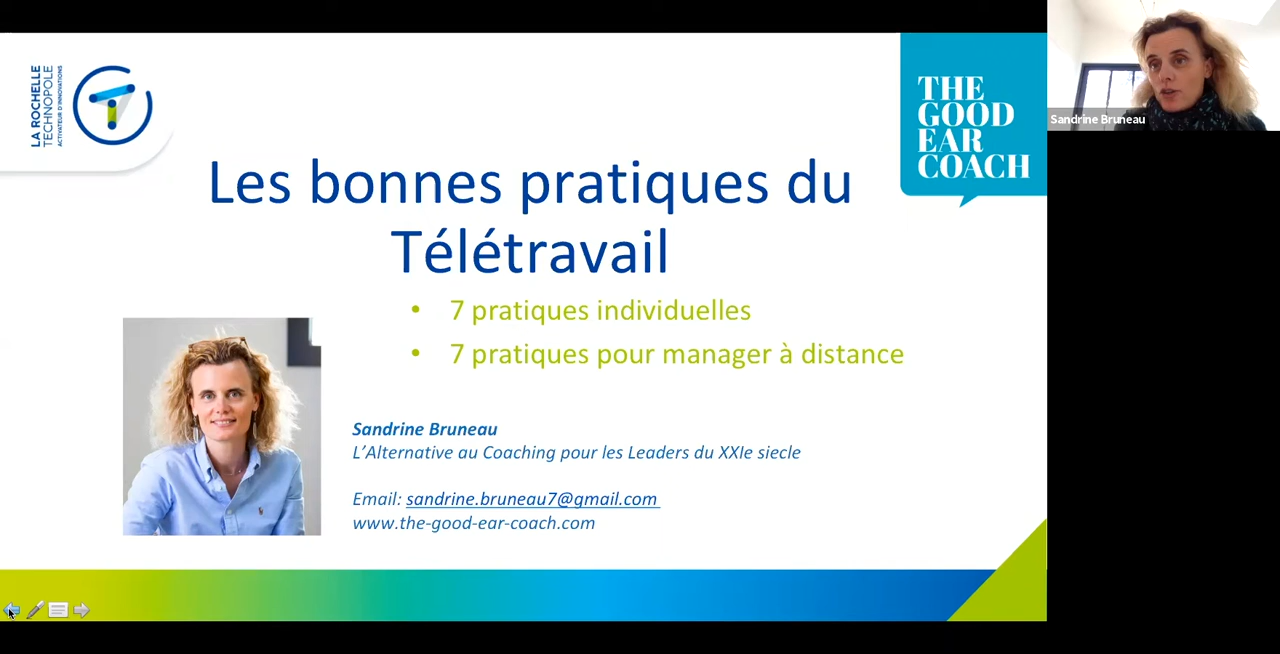 LA ROCHELLE
TECHNOPOLE
ACTIVATEUR D'INNOVATIONS
THE
GOOD
EAR
COACH
Sandrine Bruneau
Les bonnes pratiques du
Télétravail
• 7 pratiques individuelles
• 7 pratiques pour manager à distance
Sandrine Bruneau
L'Alternative au Coaching pour les Leaders du XXIe siecle
Email: sandrine.bruneau7@gmail.com
www.the-good-ear-coach.com